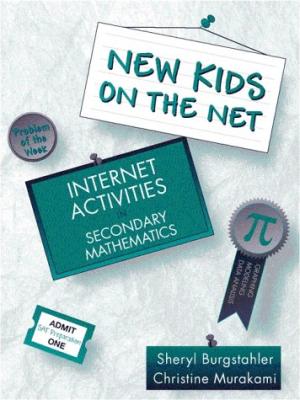 NEW KIDS
ON THE NET
Problem of the
Week
INTERNET
ACTIVITIES
IN
SECONDARY
MATHEMATICS
π
GRAPHING
MODELING
DATA ANALYSIS
ADMIT
SAT Preparation
ONE
Sheryl Burgstahler
Christine Murakami